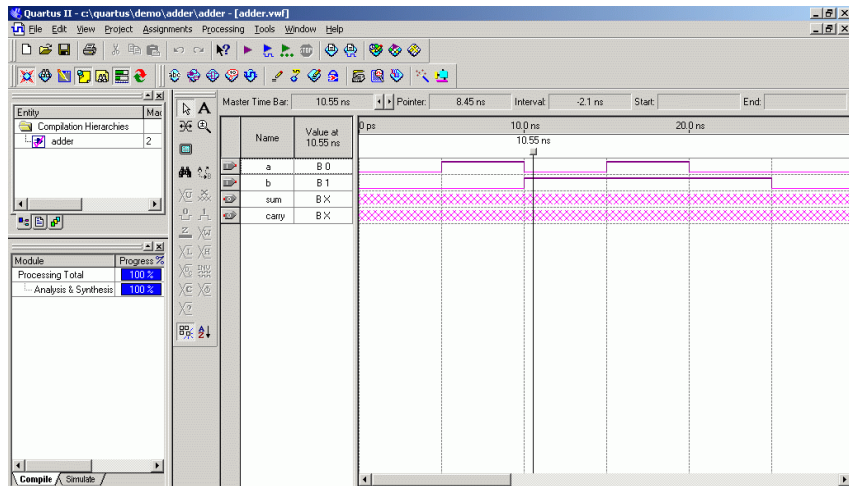 Quartus II - c:\quartus\demo\adder\adder - [adder.vwf]
File Edit View Project Assignments Processing Tools Window Help
Master Time Bar: 10.55 ns Pointer: 8.45 ns Interval: -2.1 ns Start: End:
Entity Mac
Compilation Hierarchies
adder 2
Name Value at 10.55 ns
0 ps 10.0 ns 20.0 ns
10.55 ns
a B 0
b B 1
sum B X
carry B X
Module Progress %
Processing Total 100 %
Analysis & Synthesis 100 %
Compile Simulate